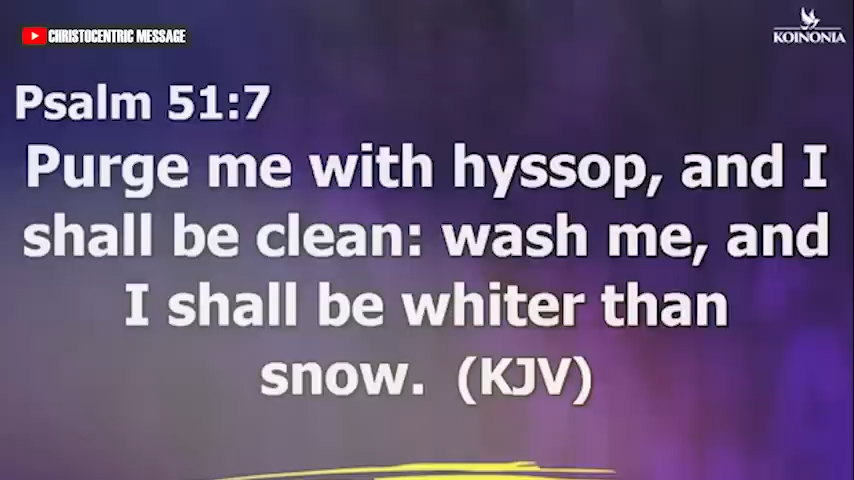 CHRISTOCENTRIC MESSAGE
KOINONIA
Psalm 51:7
Purge me with hyssop, and I
shall be clean: wash me, and
I shall be whiter than
snow. (KJV)